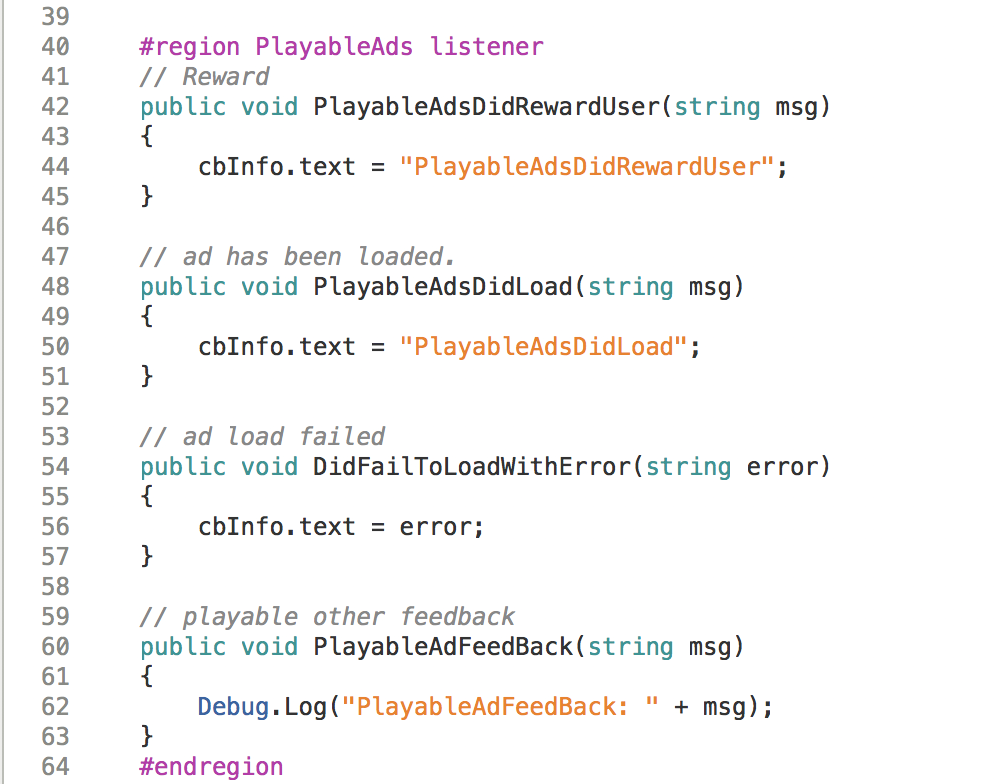 39
40 #region PlayableAds listener
41 // Reward
42 public void PlayableAdsDidRewardUser(string msg)
43 {
44 cbInfo.text = "PlayableAdsDidRewardUser";
45 }
46
47 // ad has been loaded.
48 public void PlayableAdsDidLoad(string msg)
49 {
50 cbInfo.text = "PlayableAdsDidLoad";
51 }
52
53 // ad load failed
54 public void DidFailToLoadWithError(string error)
55 {
56 cbInfo.text = error;
57 }
58
59 // playable other feedback
60 public void PlayableAdFeedBack(string msg)
61 {
62 Debug.Log("PlayableAdFeedBack: " + msg);
63 }
64 #endregion